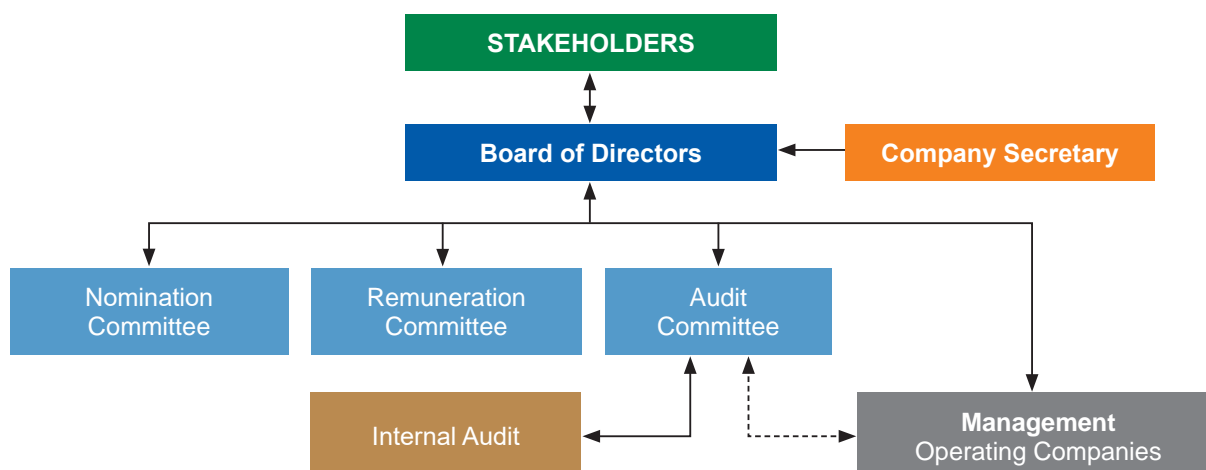 STAKEHOLDERS
Board of Directors
Company Secretary
Nomination
Committee
Remuneration
Committee
Audit
Committee
Internal Audit
Management
Operating Companies